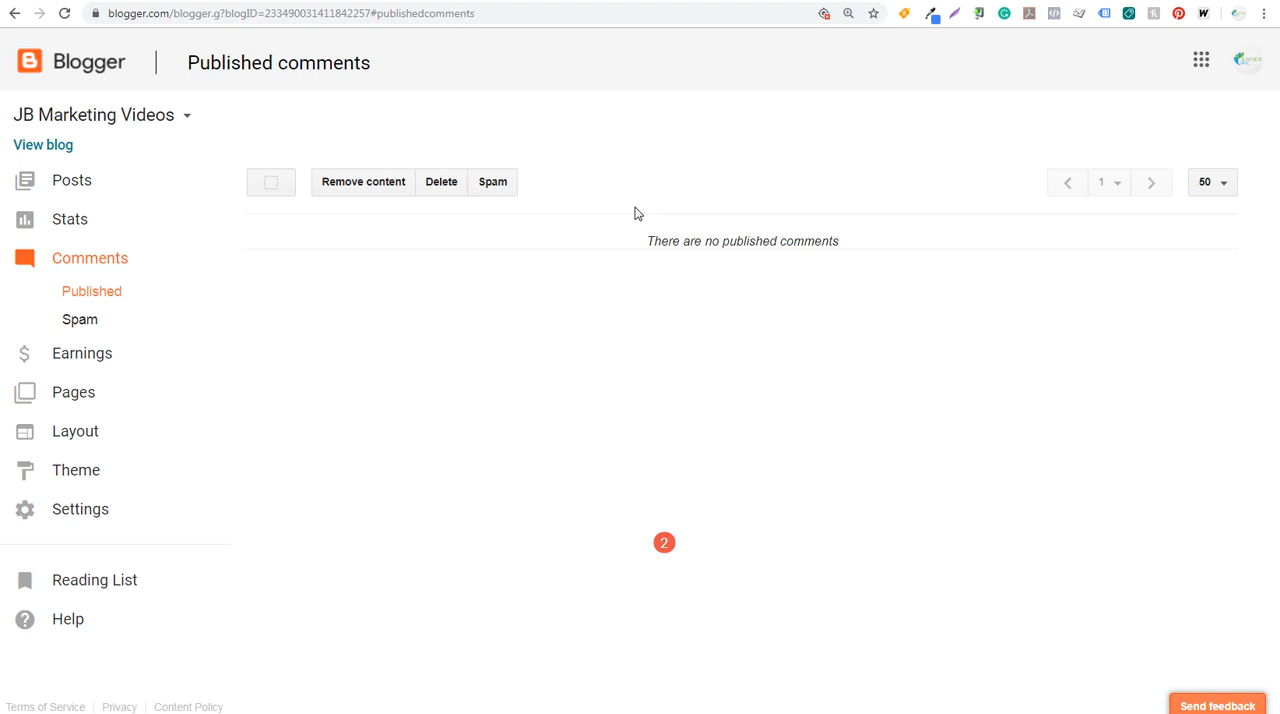 blogger.com/blogger.g?blogID=233490031411842257#publishedcomments
Blogger
Published comments
JB Marketing Videos
View blog
Posts
Stats
Comments
Published
Spam
Earnings
Pages
Layout
Theme
Settings
Reading List
Help
Remove content Delete Spam
1
50
There are no published comments
2
Terms of Service Privacy Content Policy
Send feedback